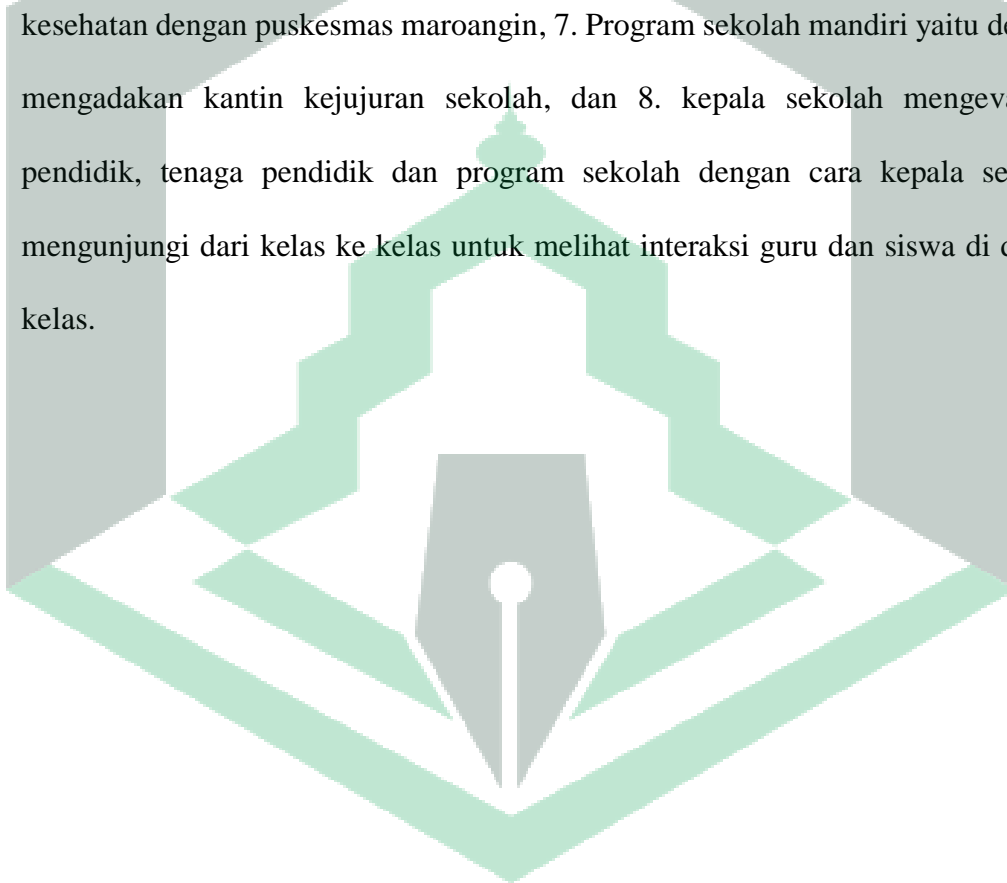 kesehatan dengan puskesmas maroangin, 7. Program sekolah mandiri yaitu
mengadakan kantin kejujuran sekolah, dan 8. kepala sekolah
pendidik, tenaga pendidik dan program sekolah dengan cara kepala
mengunjungi dari kelas ke kelas untuk melihat interaksi guru dan siswa di
kelas.